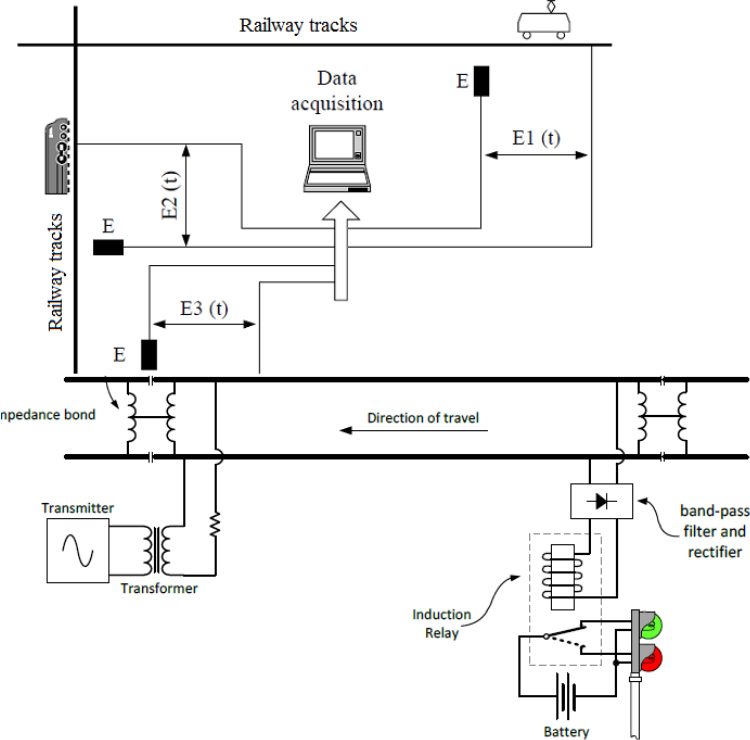 Railway tracks
Data
acquisition
E
E1 (t)
E2 (t)
E
Railway tracks
E3 (t)
E
mpedance bond
Direction of travel
Transmitter
Transformer
band-pass
filter and
rectifier
Induction
Relay
Battery